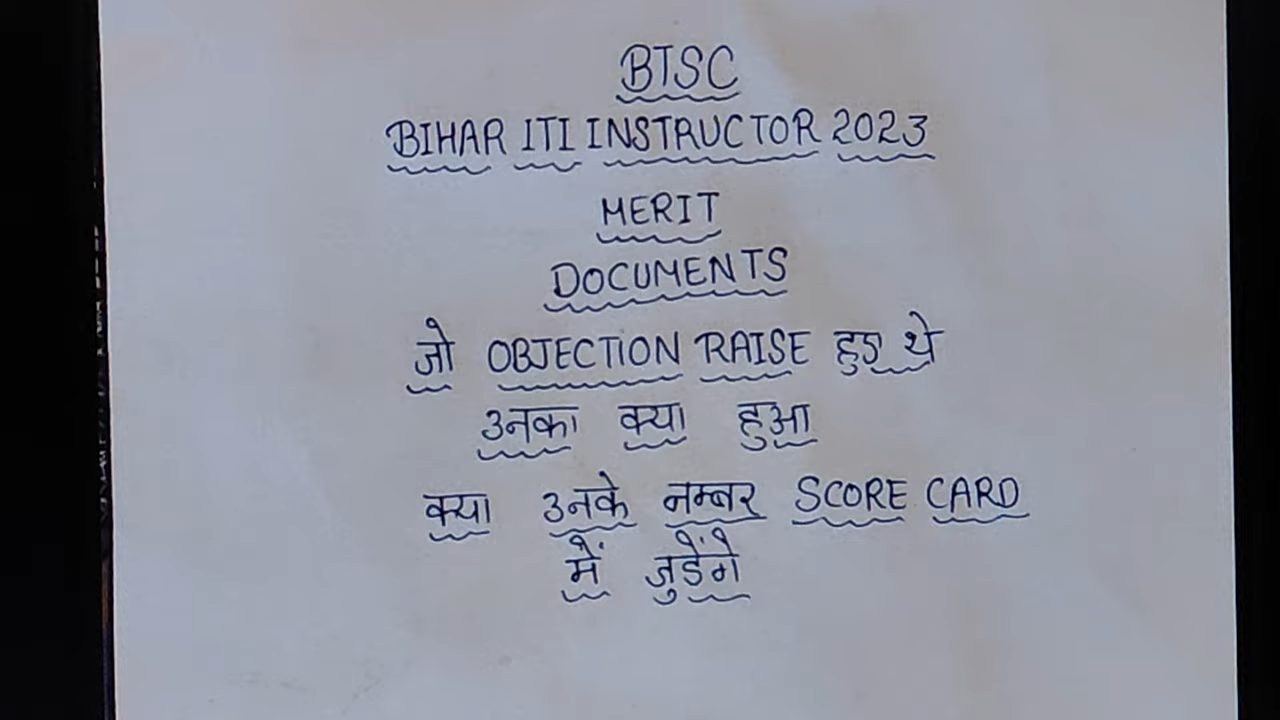 BTSC
BIHAR ITI INSTRUCTOR 2023
MERIT
DOCUMENTS
जो OBJECTION RAISE हुए थे
उनका क्या हुआ
क्या उनके नम्बर SCORE CARD
में जुडेंगे